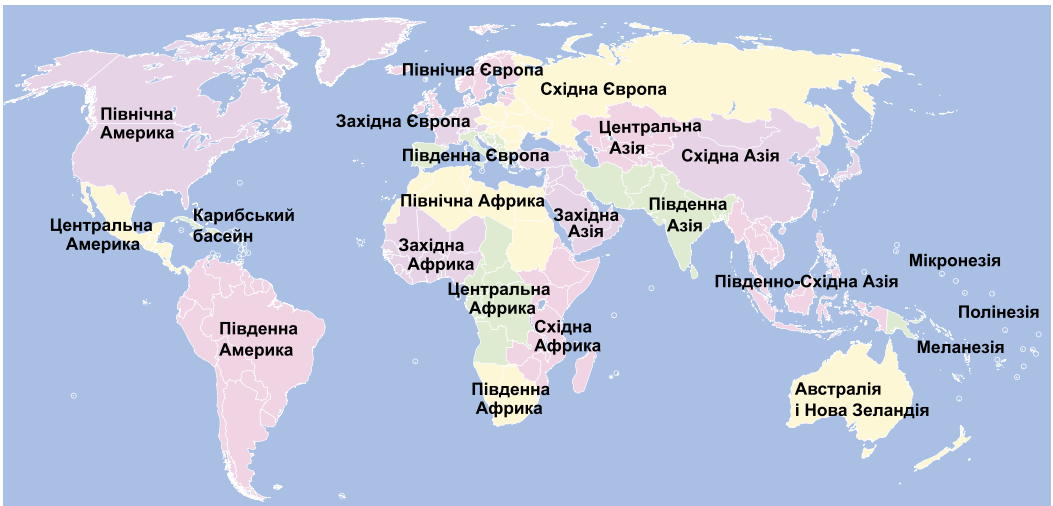 Північна Європа
Східна Європа
Північна
Америка
Західна Європа
Центральна
Азія
Південна Європа
Східна Азія
Північна Африка
Південна
Азія
Карибський
басейн
Західна
Азія
Центральна
Америка
Західна
Африка
Мікронезія
Південно-Східна Азія
Центральна
Африка
Полінезія
Південна
Америка
Східна
Африка
Меланезія
Південна
Африка
Австралія
і Нова Зеландія